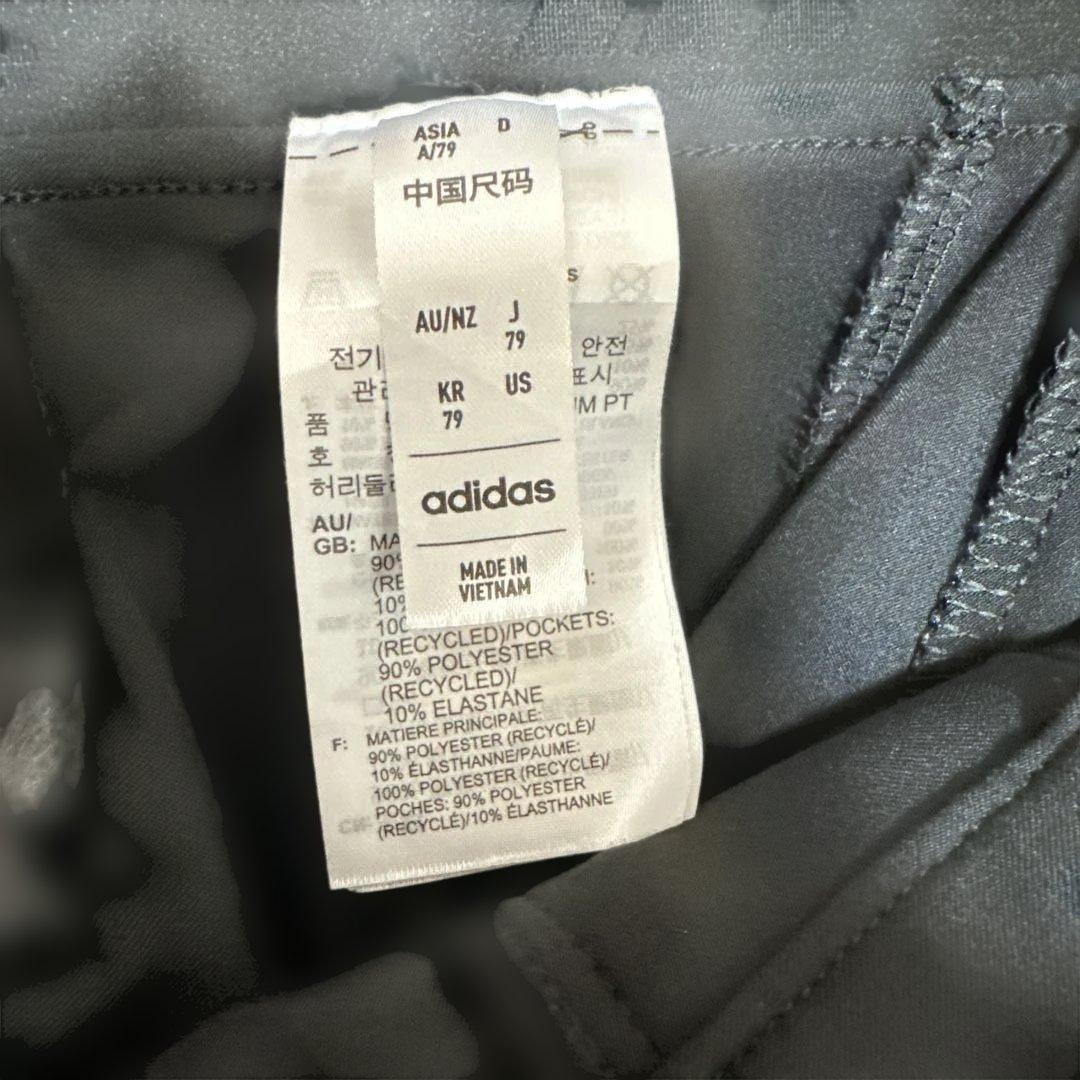 ASIA D
A/79
中国尺码
AU/NZ J
79
KR US
79
adidas
MADE IN
VIETNAM
s
전기 안전
관리 표시
품 IM PT
호
허리둘레
AU/
GB: MA
90%
(RE
10%
100
(RECYCLED)/POCKETS:
90% POLYESTER
(RECYCLED)/
10% ELASTANE
F: MATIERE PRINCIPALE:
90% POLYESTER (RECYCLÉ)/
10% ÉLASTHANNE/PAUME:
100% POLYESTER (RECYCLÉ)/
POCHES: 90% POLYESTER
(RECYCLÉ)/10% ÉLASTHANNE